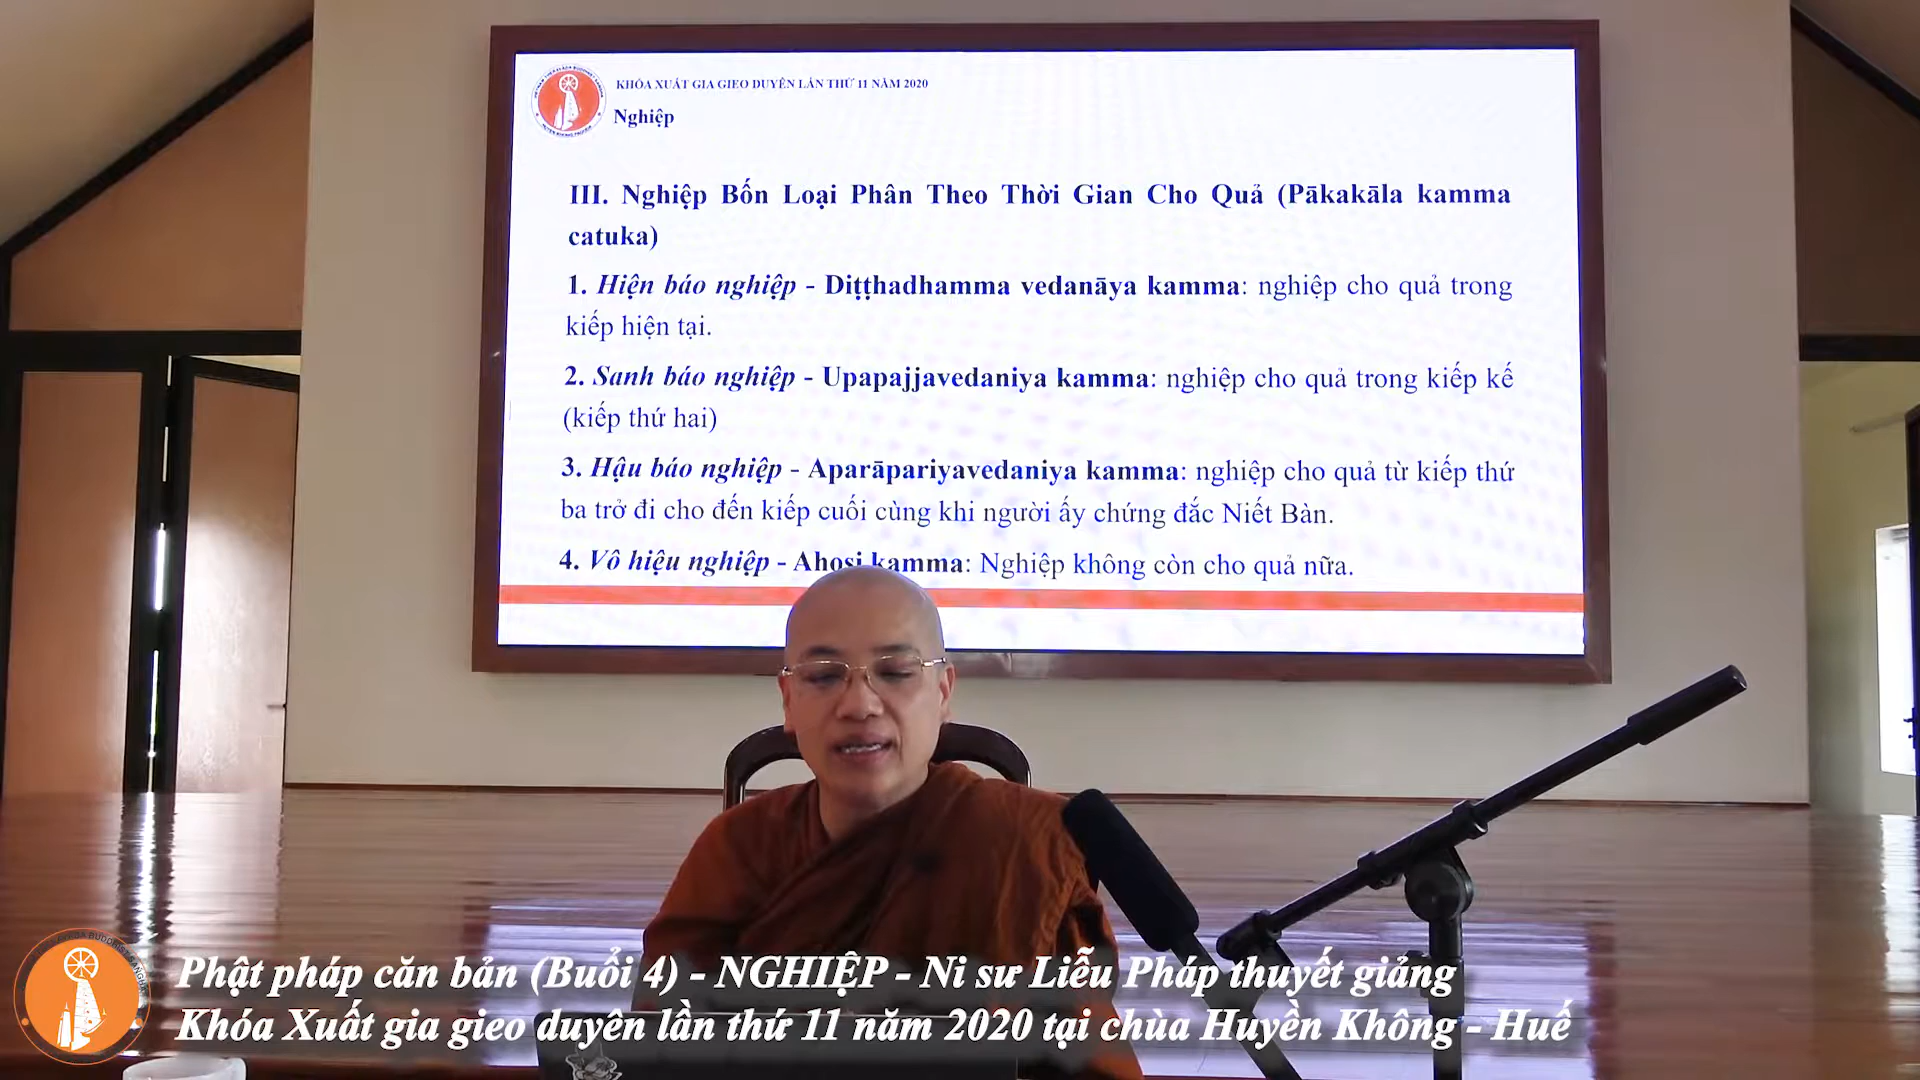 KHÓA XUẤT GIA GIEO DUYÊN LẦN THỨ 11 NĂM 2020
Nghiệp
III. Nghiệp Bốn Loại Phân Theo Thời Gian Cho Quả (Pākakāla kamma
catuka)
1. Hiện báo nghiệp - Diṭṭhadhamma vedanāya kamma: nghiệp cho quả trong
kiếp hiện tại.
2. Sanh báo nghiệp - Upapajjavedaniya kamma: nghiệp cho quả trong kiếp kế
(kiếp thứ hai)
3. Hậu báo nghiệp - Aparāpariyavedaniya kamma: nghiệp cho quả từ kiếp thứ
ba trở đi cho đến kiếp cuối cùng khi người ấy chứng đắc Niết Bàn.
4. Vô hiệu nghiệp - Ahosi kamma: Nghiệp không còn cho quả nữa.
Phật pháp căn bản (Buổi 4) - NGHIỆP - Ni sư Liễu Pháp thuyết giảng
Khóa Xuất gia gieo duyên lần thứ 11 năm 2020 tại chùa Huyền Không - Huế